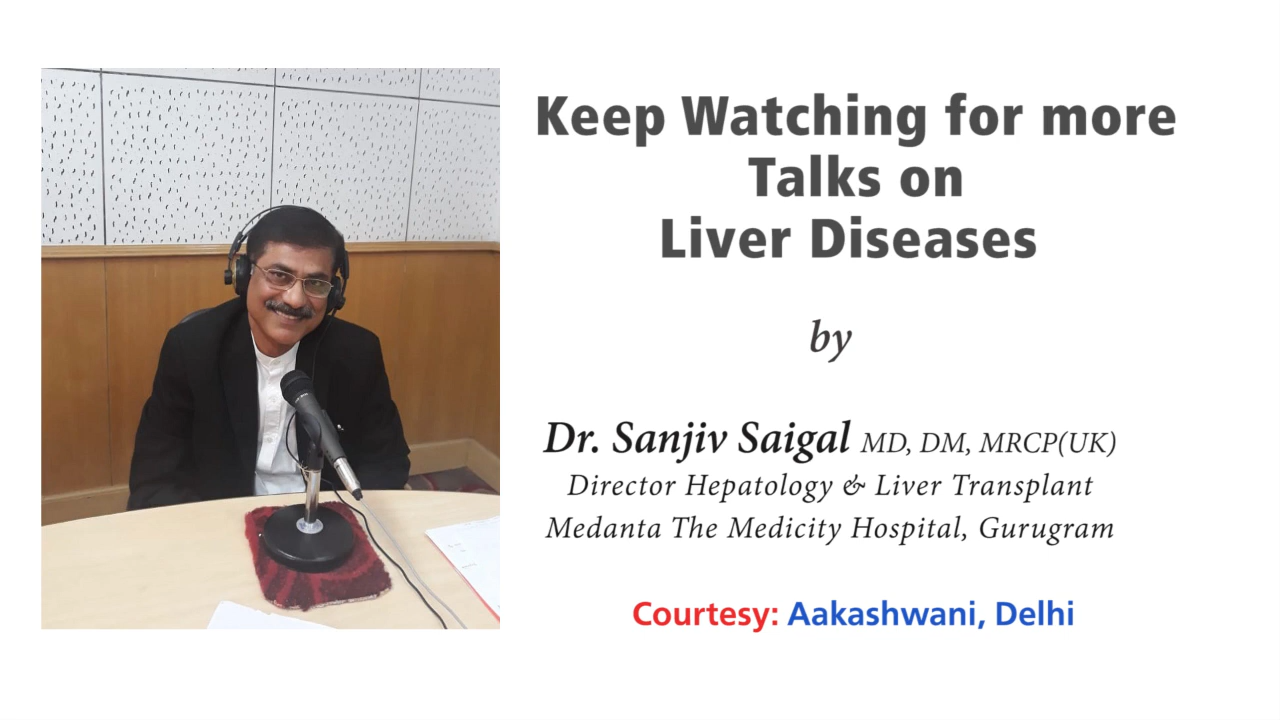 Keep Watching for more
Talks on
Liver Diseases
by
Dr. Sanjiv Saigal MD, DM, MRCP(UK)
Director Hepatology & Liver Transplant
Medanta The Medicity Hospital, Gurugram
Courtesy: Aakashwani, Delhi